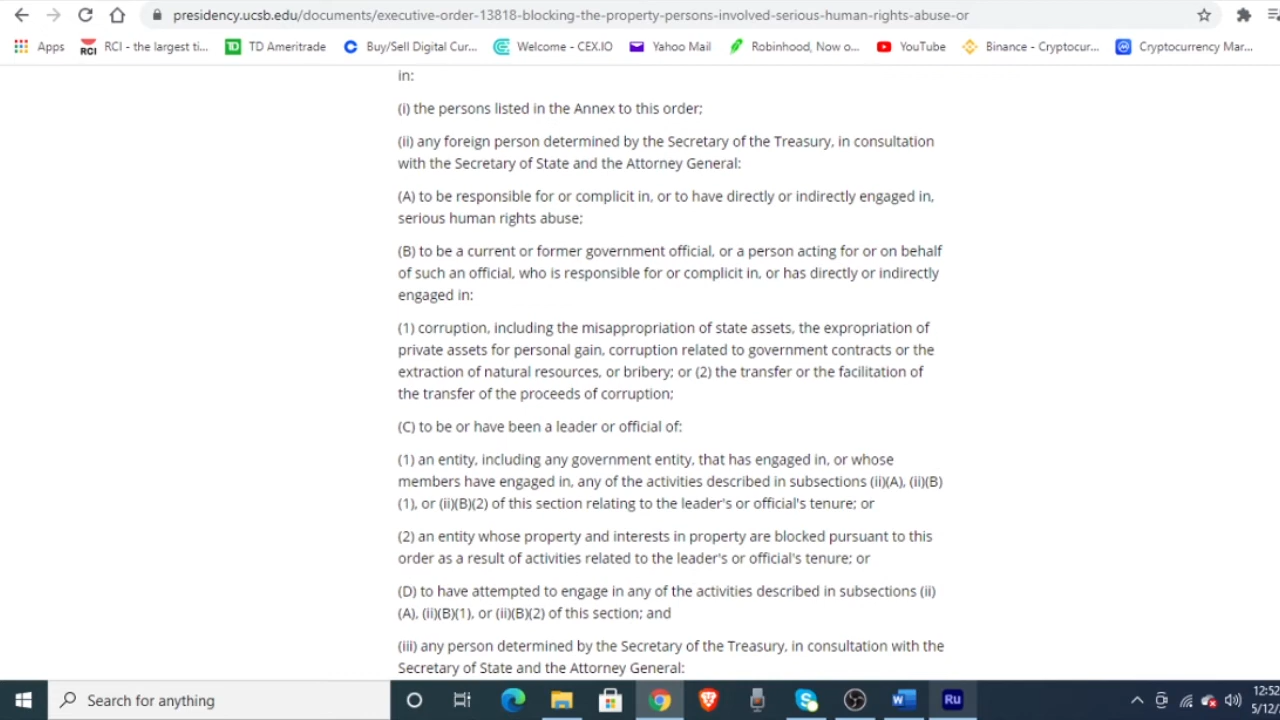 presidency.ucsb.edu/documents/executive-order-13818-blocking-the-property-persons-involved-serious-human-rights-abuse-or
Apps RCI RCI - the largest ti... TD TD Ameritrade Buy/Sell Digital Cur... Welcome - CEX.IO Yahoo Mail Robinhood, Now o... YouTube Binance - Cryptocur... Cryptocurrency Mar...
in:
(i) the persons listed in the Annex to this order;
(ii) any foreign person determined by the Secretary of the Treasury, in consultation
with the Secretary of State and the Attorney General:
(A) to be responsible for or complicit in, or to have directly or indirectly engaged in,
serious human rights abuse;
(B) to be a current or former government official, or a person acting for or on behalf
of such an official, who is responsible for or complicit in, or has directly or indirectly
engaged in:
(1) corruption, including the misappropriation of state assets, the expropriation of
private assets for personal gain, corruption related to government contracts or the
extraction of natural resources, or bribery; or (2) the transfer or the facilitation of
the transfer of the proceeds of corruption;
(C) to be or have been a leader or official of:
(1) an entity, including any government entity, that has engaged in, or whose
members have engaged in, any of the activities described in subsections (ii)(A), (ii)(B)
(1), or (ii)(B)(2) of this section relating to the leader's or official's tenure; or
(2) an entity whose property and interests in property are blocked pursuant to this
order as a result of activities related to the leader's or official's tenure; or
(D) to have attempted to engage in any of the activities described in subsections (ii)
(A), (ii)(B)(1), or (ii)(B)(2) of this section; and
(iii) any person determined by the Secretary of the Treasury, in consultation with the
Secretary of State and the Attorney General:
Search for anything
Ru
12:52
5/12/